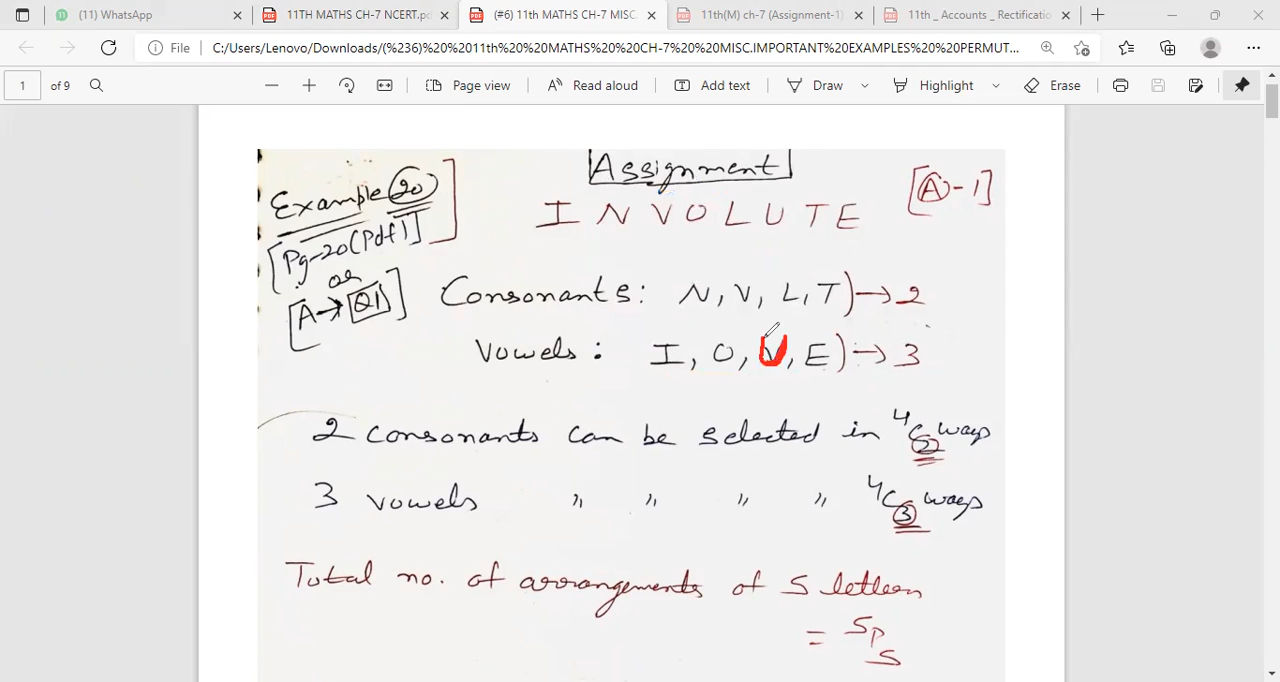 (11) WhatsApp
11TH MATHS CH-7 NCERT.pd
(#6) 11th MATHS CH-7 MISC.
11th(M) ch-7 (Assignment-1)
11th _ Accounts _ Rectificatio
File
C:/Users/Lenovo/Downloads/(%236)%20%2011th%20%20MATHS%20%20CH-7%20%20MISC.IMPORTANT%20EXAMPLES%20%20PERMUT...
1 of 9
Page view
Read aloud
Add text
Draw
Highlight
Erase
Assignment
Example 20
[A-1]
[Pg-20(Pdf1)]
I N V O L U T E
or
[A→Q1]
Consonants: N, V, L, T) → 2
Vowels: I, O, U, E) → 3
2 consonants can be selected in ⁴C₂ ways
3 vowels " " " " ⁴C₃ ways
Total no. of arrangements of 5 letters
= ⁵P₅